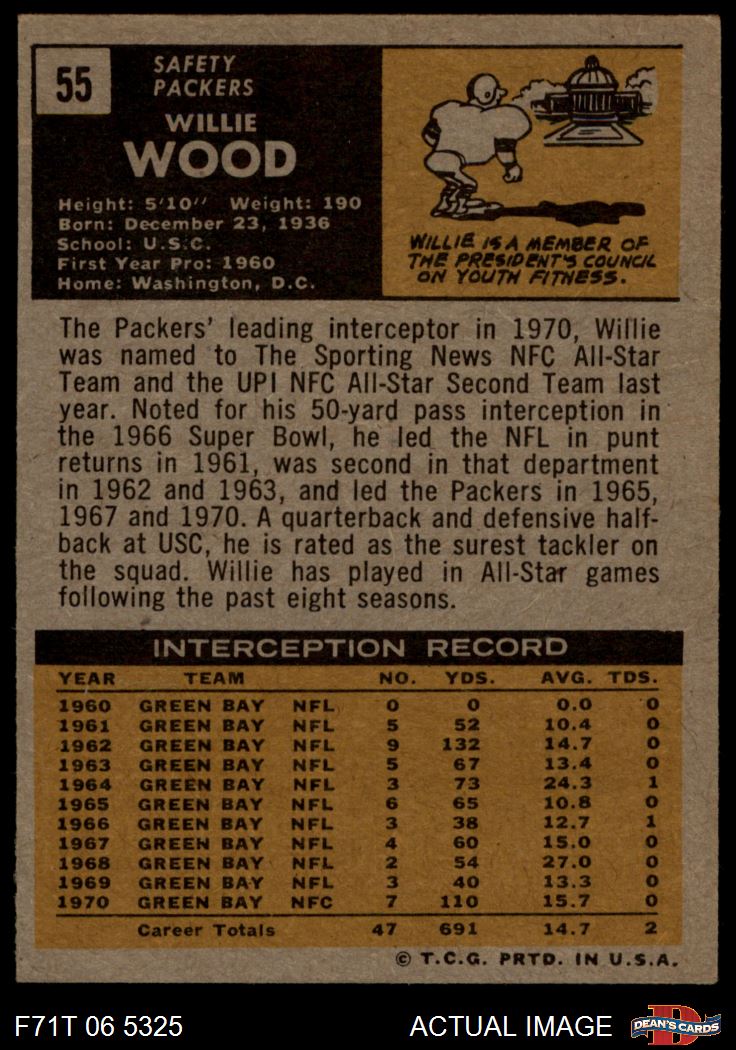 55
SAFETY
PACKERS
WILLIE
WOOD
Height: 5'10" Weight: 190
Born: December 23, 1936
School: U.S.C.
First Year Pro: 1960
Home: Washington, D.C.
WILLIE IS A MEMBER OF
THE PRESIDENT'S COUNCIL
ON YOUTH FITNESS.
The Packers' leading interceptor in 1970, Willie
was named to The Sporting News NFC All-Star
Team and the UPI NFC All-Star Second Team last
year. Noted for his 50-yard pass interception in
the 1966 Super Bowl, he led the NFL in punt
returns in 1961, was second in that department
in 1962 and 1963, and led the Packers in 1965,
1967 and 1970. A quarterback and defensive half-
back at USC, he is rated as the surest tackler on
the squad. Willie has played in All-Star games
following the past eight seasons.
INTERCEPTION RECORD
YEAR TEAM NO. YDS. AVG. TDS.
1960 GREEN BAY NFL 0 0 0.0 0
1961 GREEN BAY NFL 5 52 10.4 0
1962 GREEN BAY NFL 9 132 14.7 0
1963 GREEN BAY NFL 5 67 13.4 0
1964 GREEN BAY NFL 3 73 24.3 1
1965 GREEN BAY NFL 6 65 10.8 0
1966 GREEN BAY NFL 3 38 12.7 1
1967 GREEN BAY NFL 4 60 15.0 0
1968 GREEN BAY NFL 2 54 27.0 0
1969 GREEN BAY NFL 3 40 13.3 0
1970 GREEN BAY NFC 7 110 15.7 0
Career Totals 47 691 14.7 2
© T.C.G. PRTD. IN U.S.A.
F71T 06 5325 ACTUAL IMAGE D DEAN'S CARDS